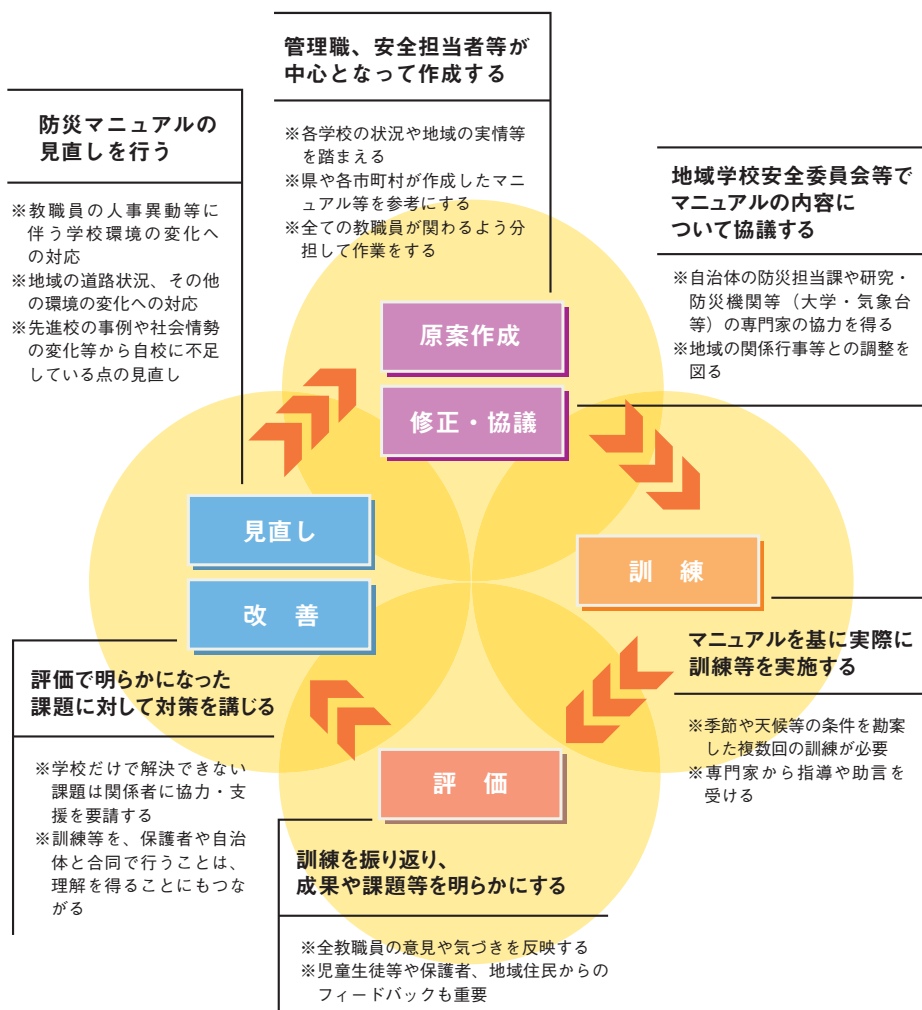 管理職、安全担当者等が
中心となって作成する
※各学校の状況や地域の実情等
を踏まえる
※県や各市町村が作成したマニ
ュアル等を参考にする
※全ての教職員が関わるよう分
担して作業をする
防災マニュアルの
見直しを行う
※教職員の人事異動等に
伴う学校環境の変化へ
の対応
※地域の道路状況、その他
の環境の変化への対応
※先進校の事例や社会情勢
の変化等から自校に不足
している点の見直し
地域学校安全委員会等で
マニュアルの内容に
ついて協議する
※自治体の防災担当課や研究・
防災機関等（大学・気象台
等）の専門家の協力を得る
※地域の関係行事等との調整を
図る
原案作成
修正・協議
見直し
改　善
訓　練
マニュアルを基に実際に
訓練等を実施する
※季節や天候等の条件を勘案
した複数回の訓練が必要
※専門家から指導や助言を
受ける
評価で明らかになった
課題に対して対策を講じる
※学校だけで解決できない
課題は関係者に協力・支
援を要請する
※訓練等を、保護者や自治
体と合同で行うことは、
理解を得ることにもつな
がる
評　価
訓練を振り返り、
成果や課題等を明らかにする
※全教職員の意見や気づきを反映する
※児童生徒等や保護者、地域住民からの
フィードバックも重要